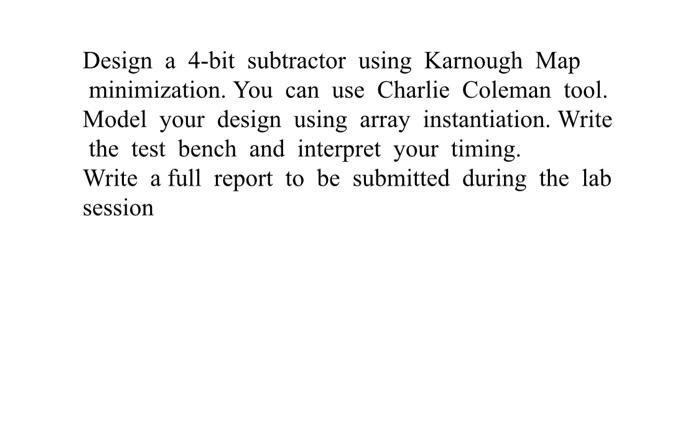 Design a 4-bit subtractor using Karnough Map
minimization. You can use Charlie Coleman tool.
Model your design using array instantiation. Write
the test bench and interpret your timing.
Write a full report to be submitted during the lab
session